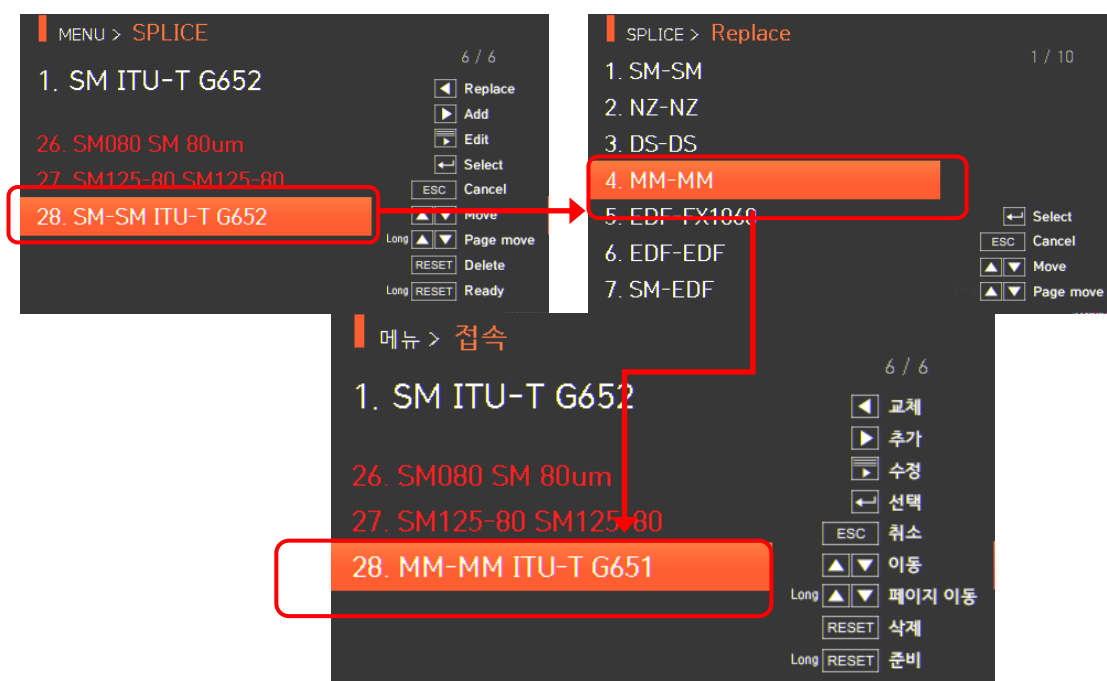 MENU > SPLICE
6 / 6
1. SM ITU-T G652
26. SM080 SM 80um
27. SM125-80 SM125-80
28. SM-SM ITU-T G652
Replace
Add
Edit
Select
ESC Cancel
Move
Long Page move
RESET Delete
Long RESET Ready
SPLICE > Replace
1 / 10
1. SM-SM
2. NZ-NZ
3. DS-DS
4. MM-MM
5. EDF-FX1060
6. EDF-EDF
7. SM-EDF
Select
ESC Cancel
Move
Page move
메뉴 > 접속
6 / 6
1. SM ITU-T G652
26. SM080 SM 80um
27. SM125-80 SM125-80
28. MM-MM ITU-T G651
교체
추가
수정
선택
ESC 취소
이동
Long 페이지 이동
RESET 삭제
Long RESET 준비